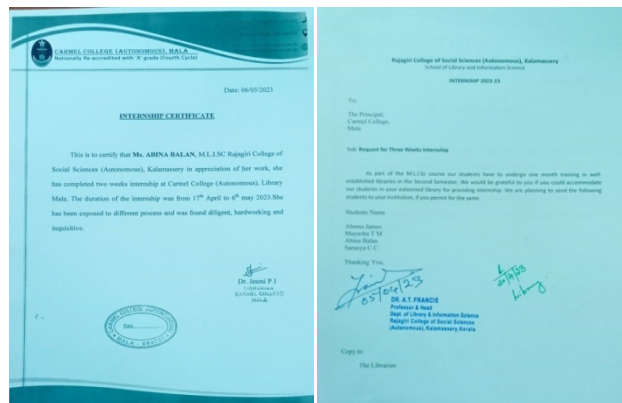 CARMEL COLLEGE (AUTONOMOUS), MALA
Nationally Re-accredited with 'A' grade (Fourth Cycle)
Date: 06/05/2023
INTERNSHIP CERTIFICATE
This is to certify that Ms. ABINA BALAN, M.L.I.SC Rajagiri College of
Social Sciences (Autonomous), Kalamassery in appreciation of her work, she
has completed two weeks internship at Carmel College (Autonomous), Library
Mala. The duration of the internship was from 17th April to 6th may 2023.She
has been exposed to different process and was found diligent, hardworking and
inquisitive.
Dr. Jesmi P J
LIBRARIAN
CARMEL COLLEGE
MALA
CARMEL COLLEGE (AUTONOMOUS)
Date
MALA
Rajagiri College of Social Sciences (Autonomous), Kalamassery
School of Library and Information Science
INTERNSHIP 2022-23
To,
The Principal,
Carmel College,
Mala
Sub: Request for Three Weeks Internship
As part of the M.L.I.Sc course our students have to undergo one month training in well-
established libraries in the Second Semester. We would be grateful to you if you could accommodate
our students in your esteemed library for providing internship. We are planning to send the following
students to your institution, if you permit for the same.
Students Name
Aleena James
Mayusha T M
Abina Balan
Saranya C C
Thanking You,
05/04/23
DR. A.T. FRANCIS
Professor & Head
Dept. of Library & Information Science
Rajagiri College of Social Sciences
(Autonomous), Kalamassery, Kerala
Library
Copy to
The Librarian